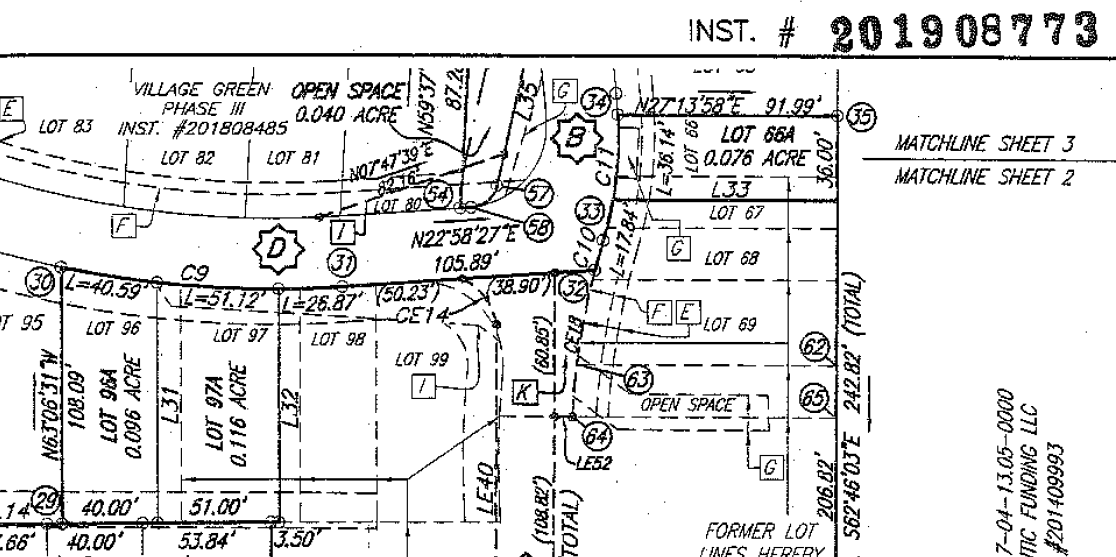 INST. # 201908773
VILLAGE GREEN
PHASE III
INST. #201808485
OPEN SPACE
0.040 ACRE
N59°37'
87.2
L35
G
34
N27°13'58"E 91.99'
35
E
LOT 83
LOT 82
LOT 81
N07°47'39"E
82.16'
54
LOT 80
57
58
B
C11
L=36.14'
LOT 66
LOT 66A
0.076 ACRE
36.00'
MATCHLINE SHEET 3
MATCHLINE SHEET 2
L33
LOT 67
F
I
D
N22°58'27"E
105.89'
33
C10
L=17.84'
G
LOT 68
30
L=40.59'
C9
L=51.12'
31
L=26.87'
(50.23')
(38.90')
32
CE14
F E
LOT 69
LOT 95
LOT 96
LOT 97
LOT 98
LOT 99
I
(60.85')
CE13
62
63
K
65
OPEN SPACE
G
64
LE52
N63°06'31"W
108.09'
LOT 96A
0.096 ACRE
L31
LOT 97A
0.116 ACRE
L32
LE40
(108.82')
TOTAL)
S62°46'03"E 242.82' (TOTAL)
206.82'
29
.14
40.00'
51.00'
.66'
40.00'
53.84'
3.50'
FORMER LOT
LINES HEREBY
7-04-13.05-0000
TIC FUNDING LLC
#201409993